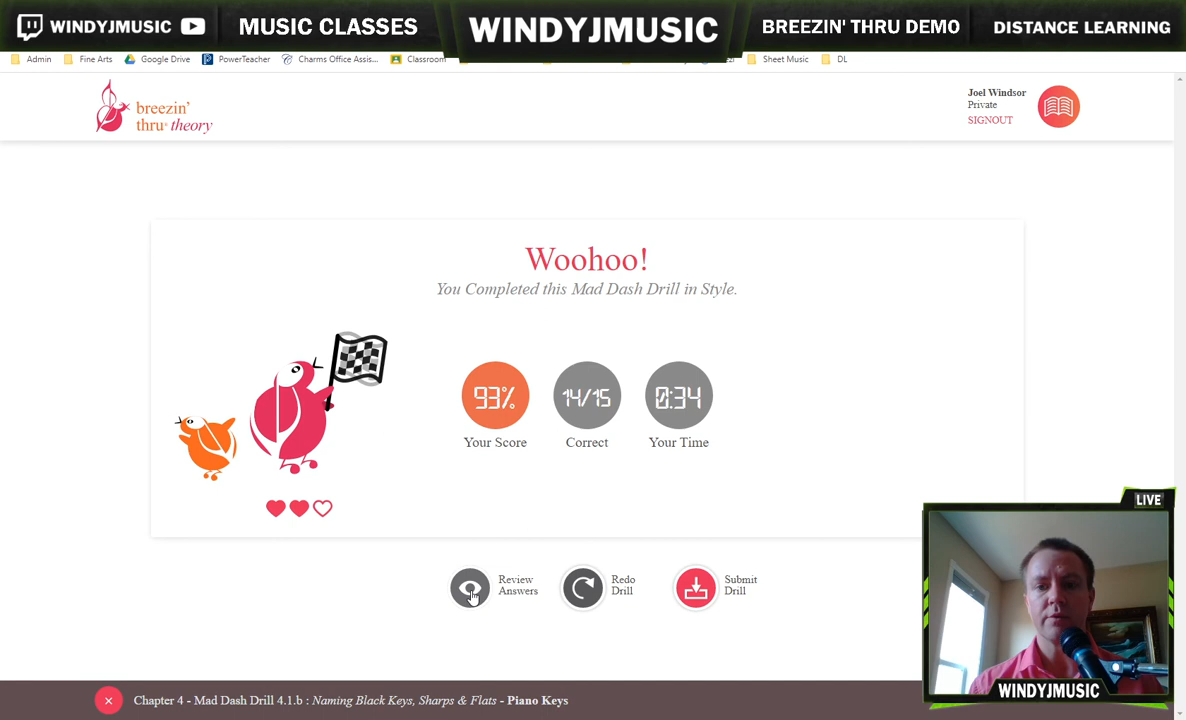 WINDYJMUSIC
MUSIC CLASSES
WINDYJMUSIC
BREEZIN' THRU DEMO
DISTANCE LEARNING
Admin
Fine Arts
Google Drive
PowerTeacher
Charms Office Assis...
Classroom
Sheet Music
DL
breezin'
thru theory
Joel Windsor
Private
SIGNOUT
Woohoo!
You Completed this Mad Dash Drill in Style.
93%
14/15
0:34
Your Score
Correct
Your Time
Review
Answers
Redo
Drill
Submit
Drill
LIVE
WINDYJMUSIC
Chapter 4 - Mad Dash Drill 4.1.b : Naming Black Keys, Sharps & Flats - Piano Keys